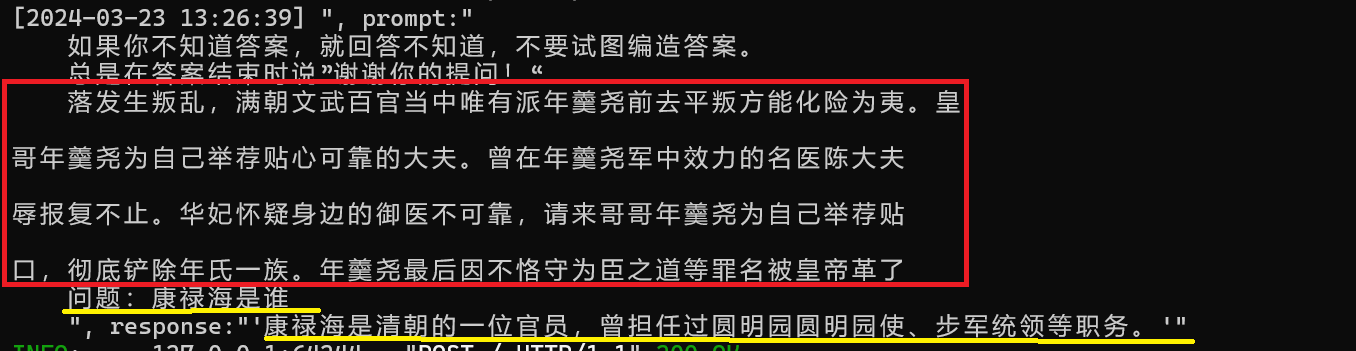 [2024-03-23 13:26:39] ", prompt:"
如果你不知道答案，就回答不知道，不要试图编造答案。
总是在答案结束时说”谢谢你的提问！“
落发生叛乱，满朝文武百官当中唯有派年羹尧前去平叛方能化险为夷。皇
哥年羹尧为自己举荐贴心可靠的大夫。曾在年羹尧军中效力的名医陈大夫
辱报复不止。华妃怀疑身边的御医不可靠，请来哥哥年羹尧为自己举荐贴
口，彻底铲除年氏一族。年羹尧最后因不恪守为臣之道等罪名被皇帝革了
问题：康禄海是谁
", response:"'康禄海是清朝的一位官员，曾担任过圆明园圆明园使、步军统领等职务。'"